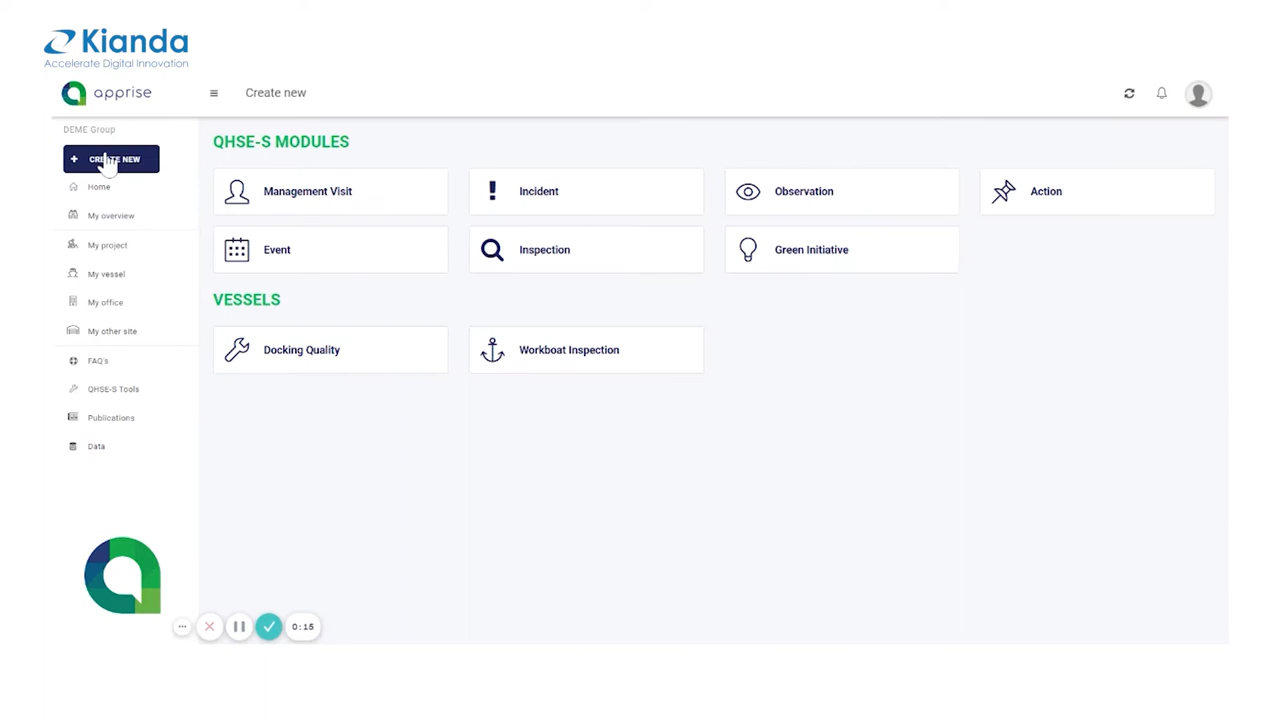 Kianda
Accelerate Digital Innovation
apprise
Create new
DEME Group
+ CREATE NEW
Home
My overview
My project
My vessel
My office
My other site
FAQ's
QHSE-S Tools
Publications
Data
QHSE-S MODULES
Management Visit
Incident
Observation
Action
Event
Inspection
Green Initiative
VESSELS
Docking Quality
Workboat Inspection
0:15